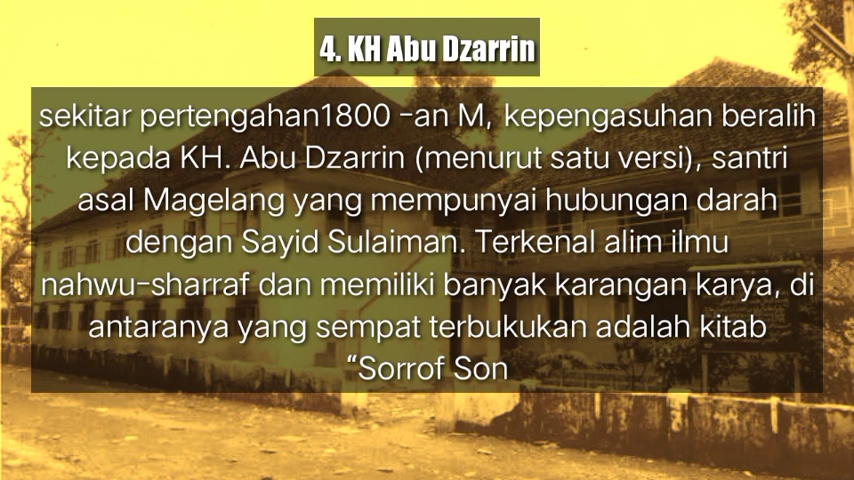 4. KH Abu Dzarrin
sekitar pertengahan1800 -an M, kepengasuhan beralih
kepada KH. Abu Dzarrin (menurut satu versi), santri
asal Magelang yang mempunyai hubungan darah
dengan Sayid Sulaiman. Terkenal alim ilmu
nahwu-sharraf dan memiliki banyak karangan karya, di
antaranya yang sempat terbukukan adalah kitab
“Sorrof Son